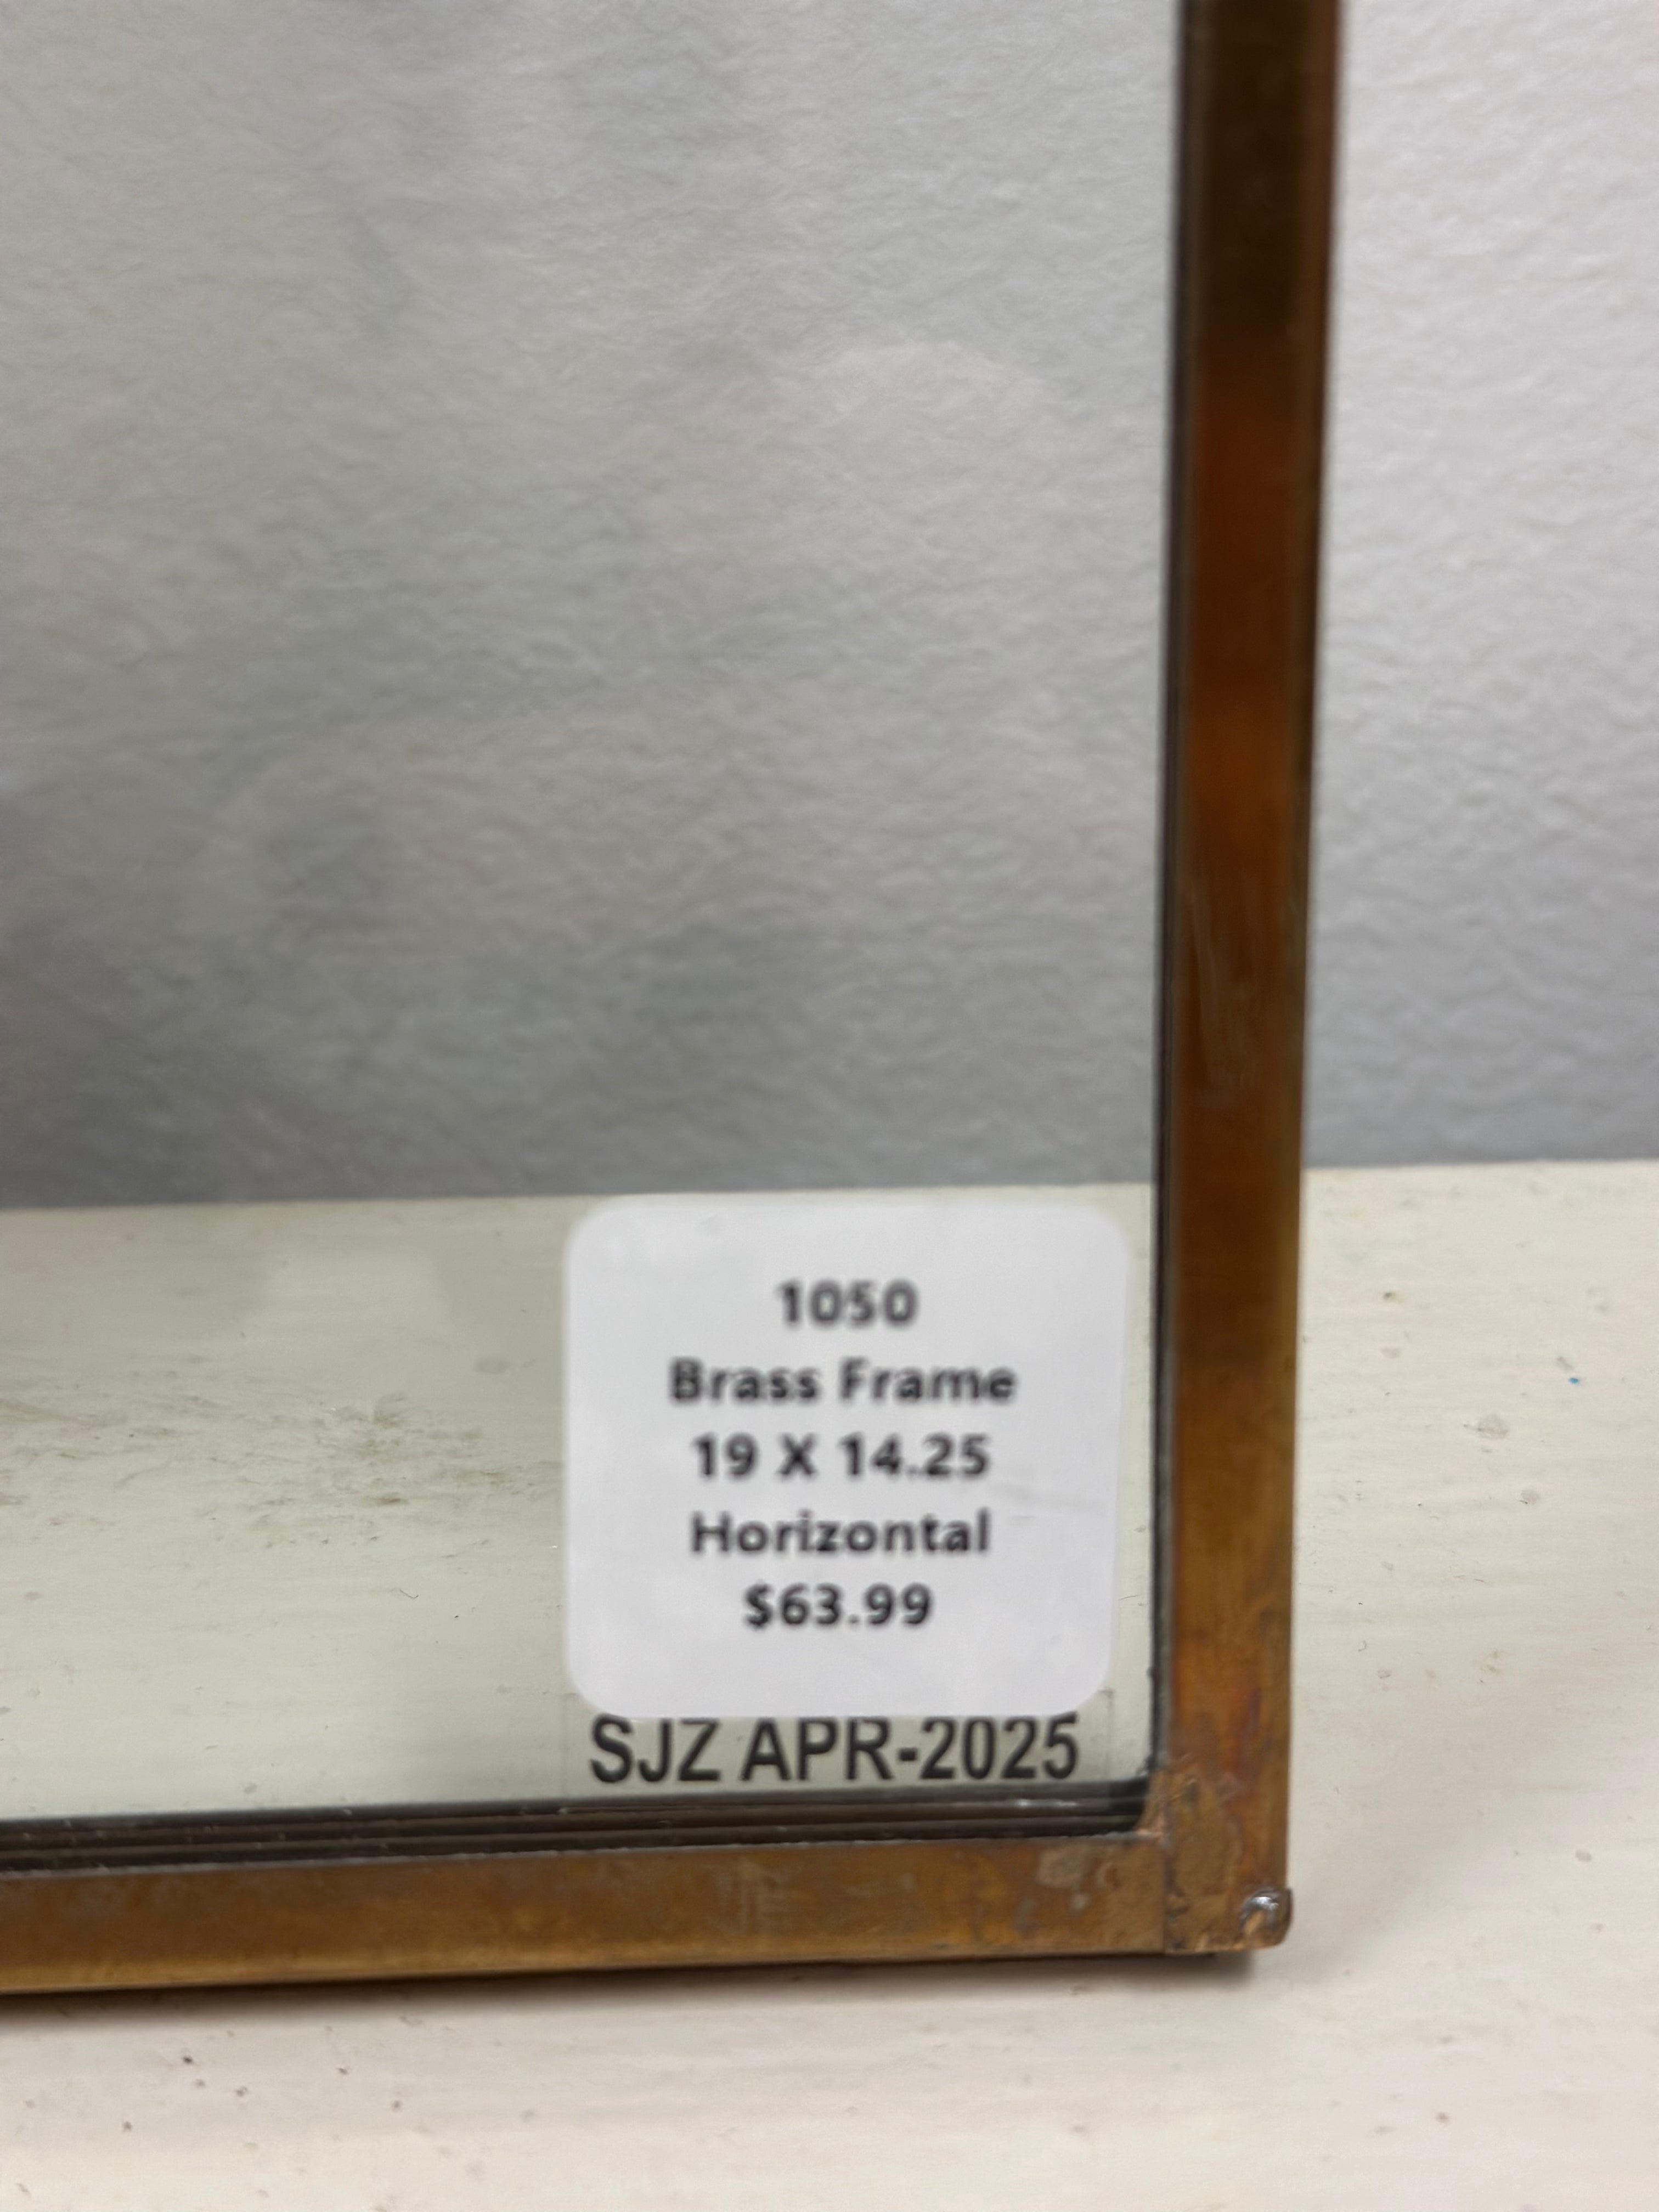 1050
Brass Frame
19 X 14.25
Horizontal
$63.99
SJZ APR-2025